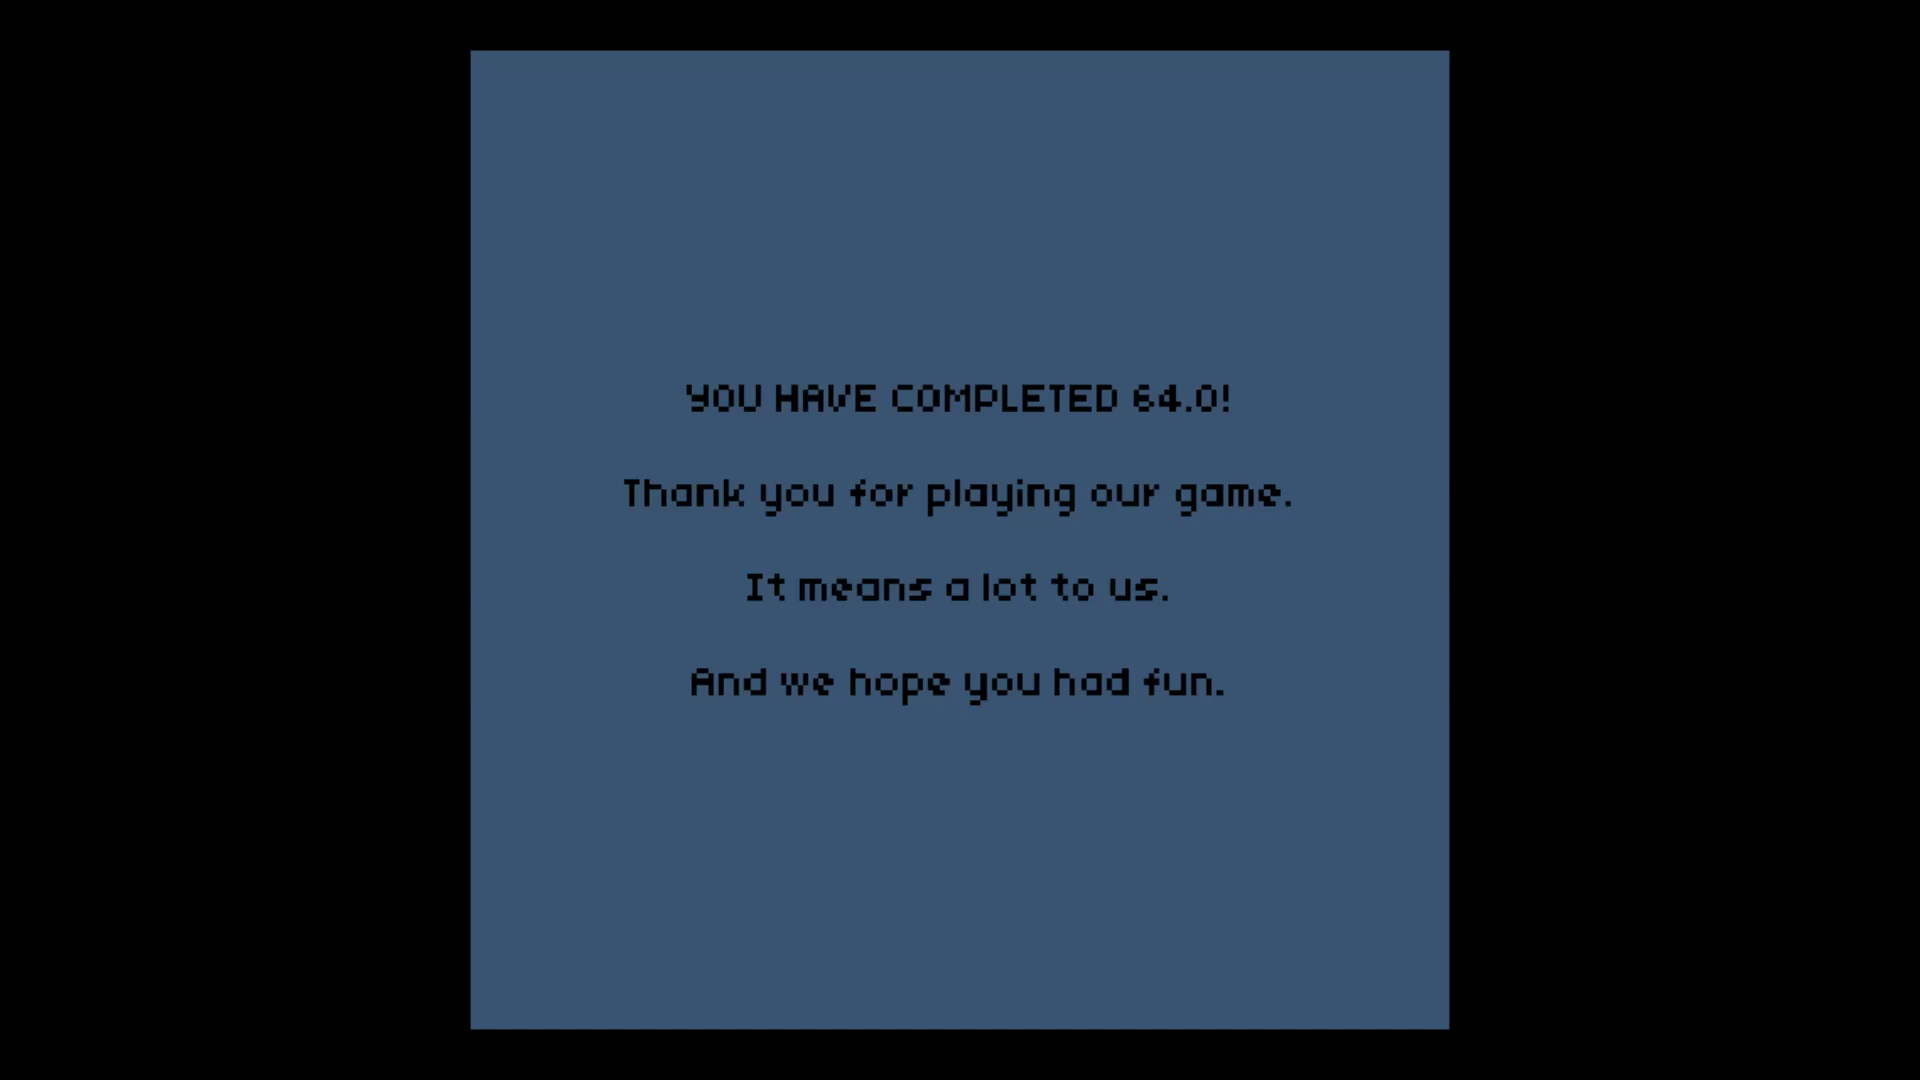 YOU HAVE COMPLETED 64.0!
Thank you for playing our game.
It means a lot to us.
And we hope you had fun.